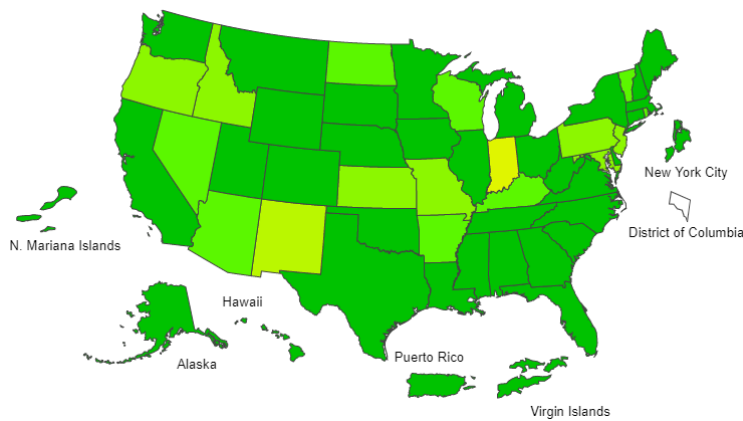 New York City
District of Columbia
N. Mariana Islands
Hawaii
Alaska
Puerto Rico
Virgin Islands